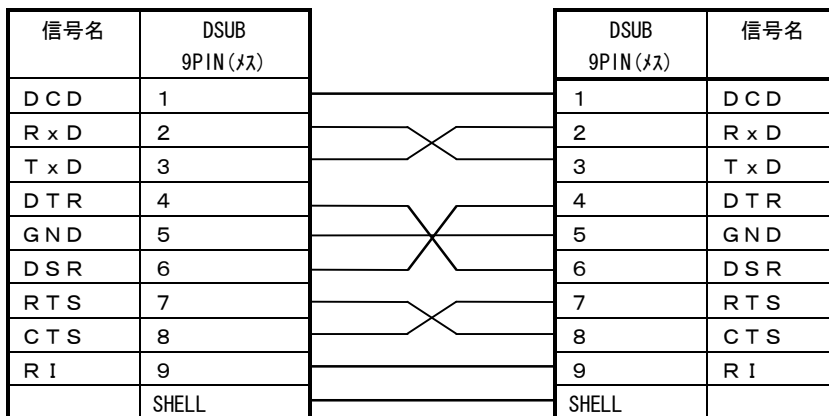 信号名 DSUB 9PIN(ﾒｽ) DSUB 9PIN(ﾒｽ) 信号名
ＤＣＤ 1 1 ＤＣＤ
ＲｘＤ 2 2 ＲｘＤ
ＴｘＤ 3 3 ＴｘＤ
ＤＴＲ 4 4 ＤＴＲ
ＧＮＤ 5 5 ＧＮＤ
ＤＳＲ 6 6 ＤＳＲ
ＲＴＳ 7 7 ＲＴＳ
ＣＴＳ 8 8 ＣＴＳ
ＲＩ 9 9 ＲＩ
SHELL SHELL